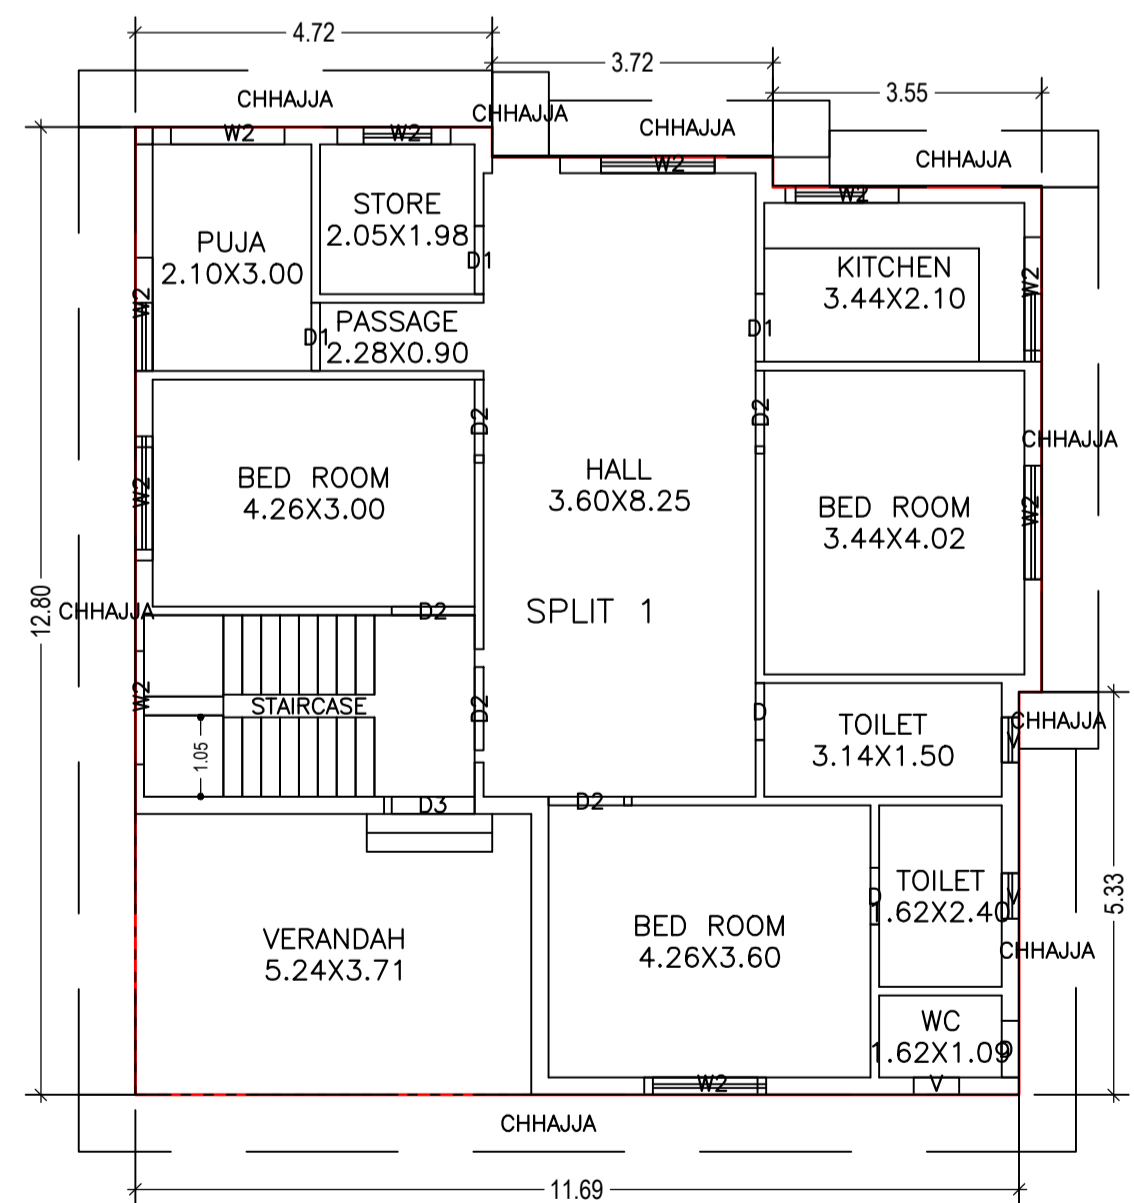 4.72
3.72
3.55
CHHAJJA
CHHAJJA
CHHAJJA
CHHAJJA
W2
W2
W2
W2
STORE
2.05X1.98
PUJA
2.10X3.00
D1
KITCHEN
3.44X2.10
W2
W2
D1
PASSAGE
2.28X0.90
D1
D2
D2
CHHAJJA
BED ROOM
4.26X3.00
HALL
3.60X8.25
BED ROOM
3.44X4.02
W2
W2
12.80
CHHAJJA
D2
SPLIT 1
W2
STAIRCASE
D2
D
TOILET
3.14X1.50
V
CHHAJJA
1.05
D3
D2
TOILET
1.62X2.40
D
V
5.33
VERANDAH
5.24X3.71
BED ROOM
4.26X3.60
CHHAJJA
WC
1.62X1.09
D
W2
V
CHHAJJA
11.69